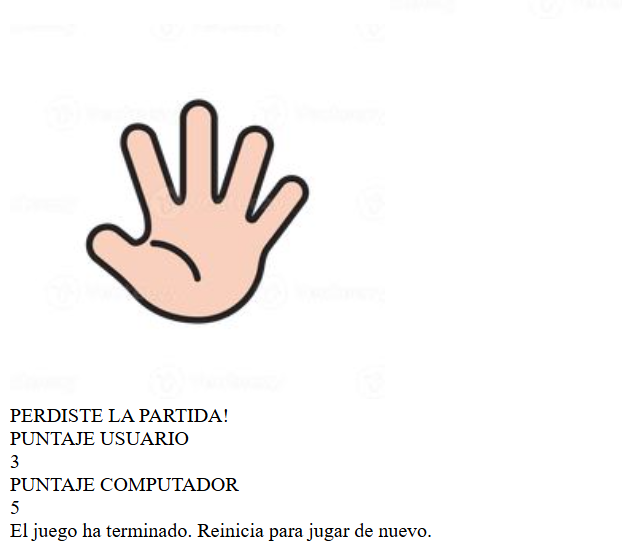 PERDISTE LA PARTIDA!
PUNTAJE USUARIO
3
PUNTAJE COMPUTADOR
5
El juego ha terminado. Reinicia para jugar de nuevo.